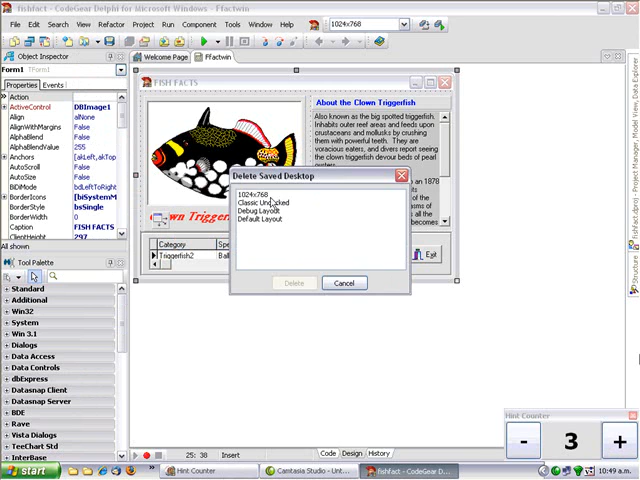 fishfact - CodeGear Delphi for Microsoft Windows - Ffactwin
File Edit Search View Refactor Project Run Component Tools Window Help 1024x768
Object Inspector
Welcome Page Ffactwin
Form1 TForm1
Properties Events
Action
ActiveControl DBImage1
Align alNone
AlignWithMargins False
AlphaBlend False
AlphaBlendValue 255
Anchors [akLeft,akTop
AutoScroll False
AutoSize False
BiDiMode bdLeftToRight
BorderIcons [biSystemM
BorderStyle bsSingle
BorderWidth 0
Caption FISH FACTS
ClientHeight 297
All shown
Tool Palette
Standard
Additional
Win32
System
Win 3.1
Dialogs
Data Access
Data Controls
dbExpress
Datasnap Client
Datasnap Server
BDE
Rave
Vista Dialogs
TeeChart Std
InterBase
FISH FACTS
About the Clown Triggerfish
Also known as the big spotted triggerfish.
Inhabits outer reef areas and feeds upon
crustaceans and mollusks by crushing
them with powerful teeth. They are
voracious eaters, and divers report seeing
the clown triggerfish devour beds of pearl
Category
Triggerfish2
Exit
Delete Saved Desktop
1024x768
Classic Undocked
Debug Layout
Default Layout
Delete Cancel
fishfact.dproj - Project Manager, Model View, Data Explorer
Structure
25: 38 Insert Code Design History
Hint Counter
- 3 +
start Hint Counter Camtasia Studio - Unt... fishfact - CodeGear D... 10:49 a.m.